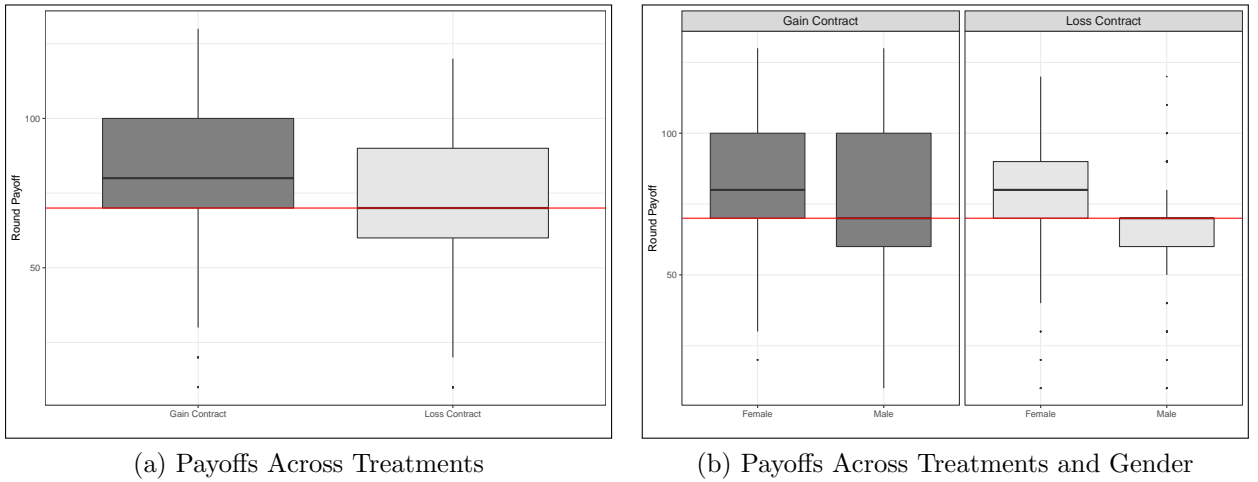 Round Payoff
100
50
Gain Contract
Loss Contract
(a) Payoffs Across Treatments
Gain Contract
Loss Contract
Round Payoff
100
50
Female
Male
Female
Male
(b) Payoffs Across Treatments and Gender